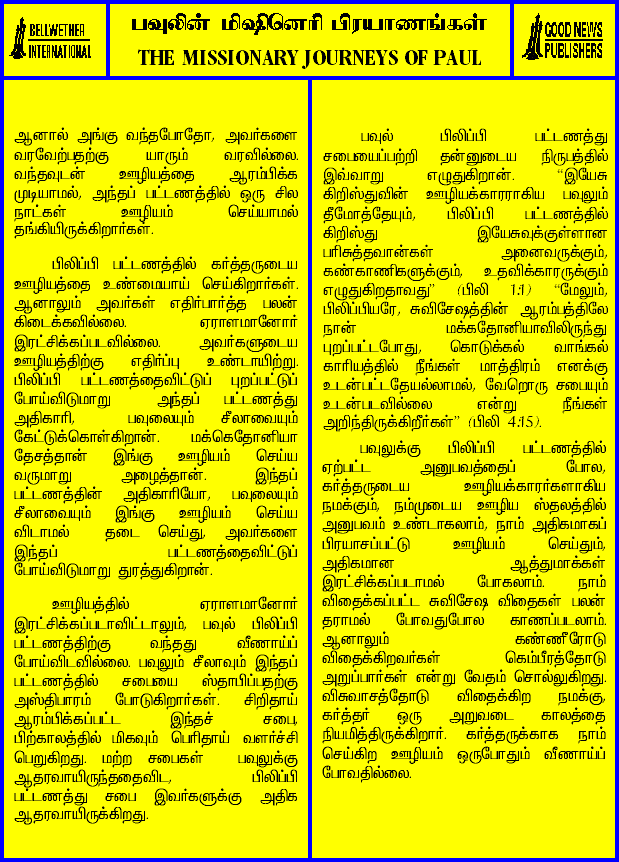 BELLWETHER
INTERNATIONAL
பவுலின் மிஷினெரி பிரயாணங்கள்
THE MISSIONARY JOURNEYS OF PAUL
GOOD NEWS
PUBLISHERS
ஆனால் அங்கு வந்தபோதோ, அவர்களை
வரவேற்பதற்கு யாரும் வரவில்லை.
வந்தவுடன் ஊழியத்தை ஆரம்பிக்க
முடியாமல், அந்தப் பட்டணத்தில் ஒரு சில
நாட்கள் ஊழியம் செய்யாமல்
தங்கியிருக்கிறார்கள்.
பிலிப்பி பட்டணத்தில் கர்த்தருடைய
ஊழியத்தை உண்மையாய் செய்கிறார்கள்.
ஆனாலும் அவர்கள் எதிர்பார்த்த பலன்
கிடைக்கவில்லை. ஏராளமானோர்
இரட்சிக்கப்படவில்லை. அவர்களுடைய
ஊழியத்திற்கு எதிர்ப்பு உண்டாயிற்று.
பிலிப்பி பட்டணத்தைவிட்டுப் புறப்பட்டுப்
போய்விடுமாறு அந்தப் பட்டணத்து
அதிகாரி, பவுலையும் சீலாவையும்
கேட்டுக்கொள்கிறான். மக்கெதோனியா
தேசத்தான் இங்கு ஊழியம் செய்ய
வருமாறு அழைத்தான். இந்தப்
பட்டணத்தின் அதிகாரியோ, பவுலையும்
சீலாவையும் இங்கு ஊழியம் செய்ய
விடாமல் தடை செய்து, அவர்களை
இந்தப் பட்டணத்தைவிட்டுப்
போய்விடுமாறு துரத்துகிறான்.
ஊழியத்தில் ஏராளமானோர்
இரட்சிக்கப்படாவிட்டாலும், பவுல் பிலிப்பி
பட்டணத்திற்கு வந்தது வீணாய்ப்
போய்விடவில்லை. பவுலும் சீலாவும் இந்தப்
பட்டணத்தில் சபையை ஸ்தாபிப்பதற்கு
அஸ்திபாரம் போடுகிறார்கள். சிறிதாய்
ஆரம்பிக்கப்பட்ட இந்தச் சபை,
பிற்காலத்தில் மிகவும் பெரிதாய் வளர்ச்சி
பெறுகிறது. மற்ற சபைகள் பவுலுக்கு
ஆதரவாயிருந்ததைவிட, பிலிப்பி
பட்டணத்து சபை இவர்களுக்கு அதிக
ஆதரவாயிருக்கிறது.
பவுல் பிலிப்பி பட்டணத்து
சபையைப்பற்றி தன்னுடைய நிருபத்தில்
இவ்வாறு எழுதுகிறான். "இயேசு
கிறிஸ்துவின் ஊழியக்காரராகிய பவுலும்
தீமோத்தேயும், பிலிப்பி பட்டணத்தில்
கிறிஸ்து இயேசுவுக்குள்ளான
பரிசுத்தவான்கள் அனைவருக்கும்,
கண்காணிகளுக்கும், உதவிக்காரருக்கும்
எழுதுகிறதாவது" (பிலி 1:1) "மேலும்,
பிலிப்பியரே, சுவிசேஷத்தின் ஆரம்பத்திலே
நான் மக்கதோனியாவிலிருந்து
புறப்பட்டபோது, கொடுக்கல் வாங்கல்
காரியத்தில் நீங்கள் மாத்திரம் எனக்கு
உடன்பட்டதேயல்லாமல், வேறொரு சபையும்
உடன்படவில்லை என்று நீங்கள்
அறிந்திருக்கிறீர்கள்" (பிலி 4:15).
பவுலுக்கு பிலிப்பி பட்டணத்தில்
ஏற்பட்ட அனுபவத்தைப் போல,
கர்த்தருடைய ஊழியக்காரர்களாகிய
நமக்கும், நம்முடைய ஊழிய ஸ்தலத்தில்
அனுபவம் உண்டாகலாம், நாம் அதிகமாகப்
பிரயாசப்பட்டு ஊழியம் செய்தும்,
அதிகமான ஆத்துமாக்கள்
இரட்சிக்கப்படாமல் போகலாம். நாம்
விதைக்கப்பட்ட சுவிசேஷ விதைகள் பலன்
தராமல் போவதுபோல காணப்படலாம்.
ஆனாலும் கண்ணீரோடு
விதைக்கிறவர்கள் கெம்பீரத்தோடு
அறுப்பார்கள் என்று வேதம் சொல்லுகிறது.
விசுவாசத்தோடு விதைக்கிற நமக்கு,
கர்த்தர் ஒரு அறுவடை காலத்தை
நியமித்திருக்கிறார். கர்த்தருக்காக நாம்
செய்கிற ஊழியம் ஒருபோதும் வீணாய்ப்
போவதில்லை.